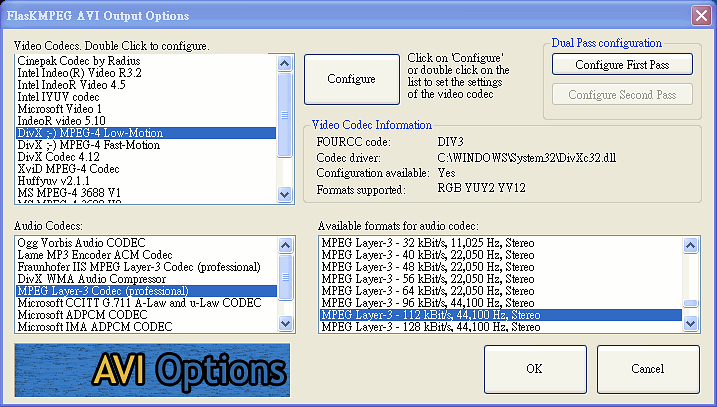 FlasKMPEG AVI Output Options
Video Codecs. Double Click to configure.
Cinepak Codec by Radius
Intel Indeo(R) Video R3.2
Intel IndeoR Video 4.5
Intel IYUV codec
Microsoft Video 1
IndeoR video 5.10
DivX ;-) MPEG-4 Low-Motion
DivX ;-) MPEG-4 Fast-Motion
DivX Codec 4.12
XviD MPEG-4 Codec
Huffyuv v2.1.1
MS MPEG-4 3688 V1
MS MPEG-4 3688 V2
Configure
Click on 'Configure'
or double click on the
list to set the settings
of the video codec
Dual Pass configuration
Configure First Pass
Configure Second Pass
Video Codec Information
FOURCC code: DIV3
Codec driver: C:\WINDOWS\System32\DivXc32.dll
Configuration available: Yes
Formats supported: RGB YUY2 YV12
Audio Codecs:
Ogg Vorbis Audio CODEC
Lame MP3 Encoder ACM Codec
Fraunhofer IIS MPEG Layer-3 Codec (professional)
DivX WMA Audio Compressor
MPEG Layer-3 Codec (professional)
Microsoft CCITT G.711 A-Law and u-Law CODEC
Microsoft ADPCM CODEC
Microsoft IMA ADPCM CODEC
Available formats for audio codec:
MPEG Layer-3 - 32 kBit/s, 11,025 Hz, Stereo
MPEG Layer-3 - 40 kBit/s, 22,050 Hz, Stereo
MPEG Layer-3 - 48 kBit/s, 22,050 Hz, Stereo
MPEG Layer-3 - 56 kBit/s, 22,050 Hz, Stereo
MPEG Layer-3 - 64 kBit/s, 22,050 Hz, Stereo
MPEG Layer-3 - 96 kBit/s, 44,100 Hz, Stereo
MPEG Layer-3 - 112 kBit/s, 44,100 Hz, Stereo
MPEG Layer-3 - 128 kBit/s, 44,100 Hz, Stereo
AVI Options
OK
Cancel